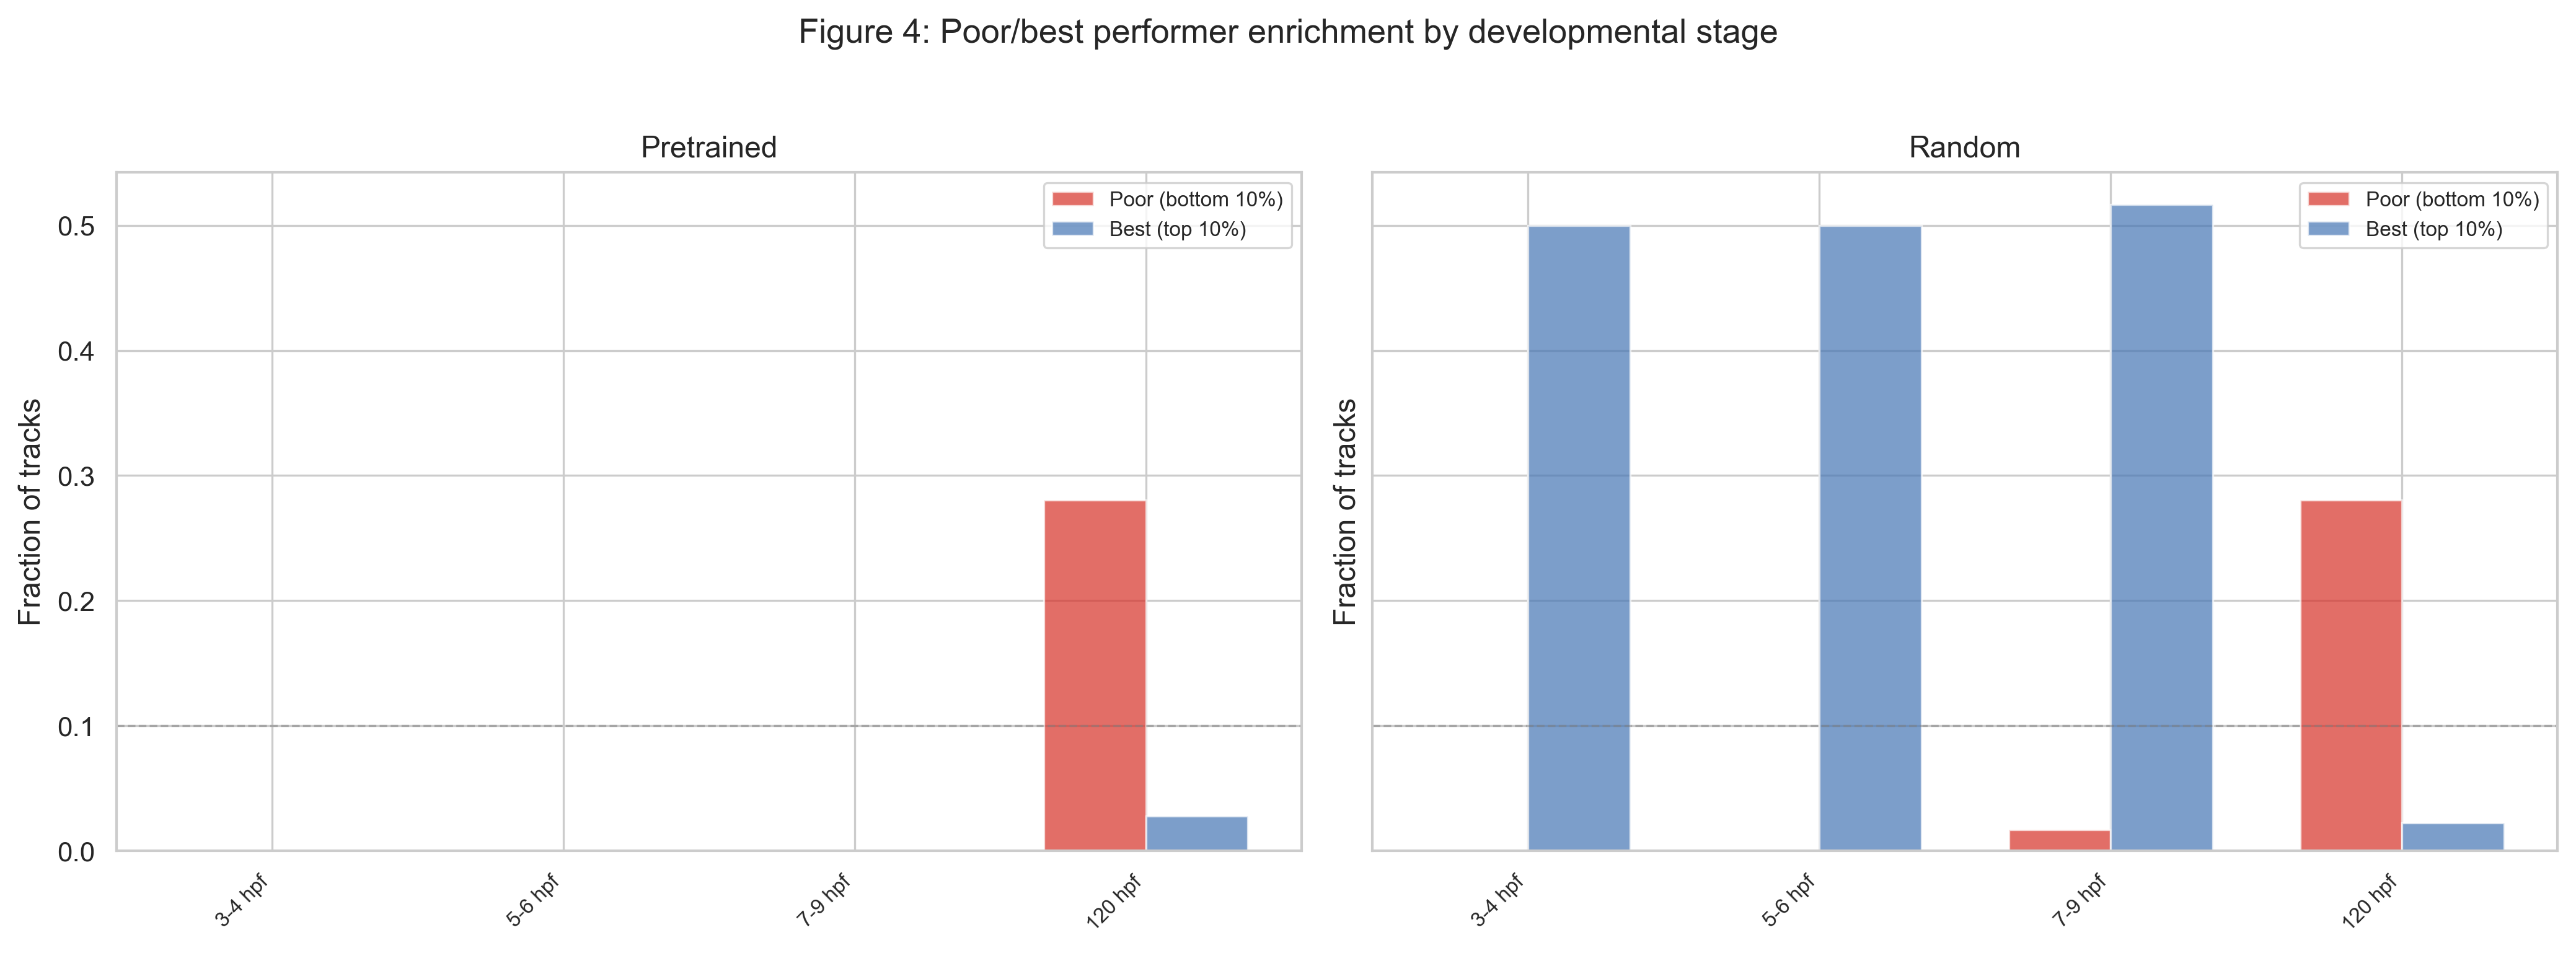 Figure 4: Poor/best performer enrichment by developmental stage
Pretrained
Poor (bottom 10%)
Best (top 10%)
Fraction of tracks
0.5
0.4
0.3
0.2
0.1
0.0
3-4 hpf
5-6 hpf
7-9 hpf
120 hpf
Random
Poor (bottom 10%)
Best (top 10%)
Fraction of tracks
3-4 hpf
5-6 hpf
7-9 hpf
120 hpf